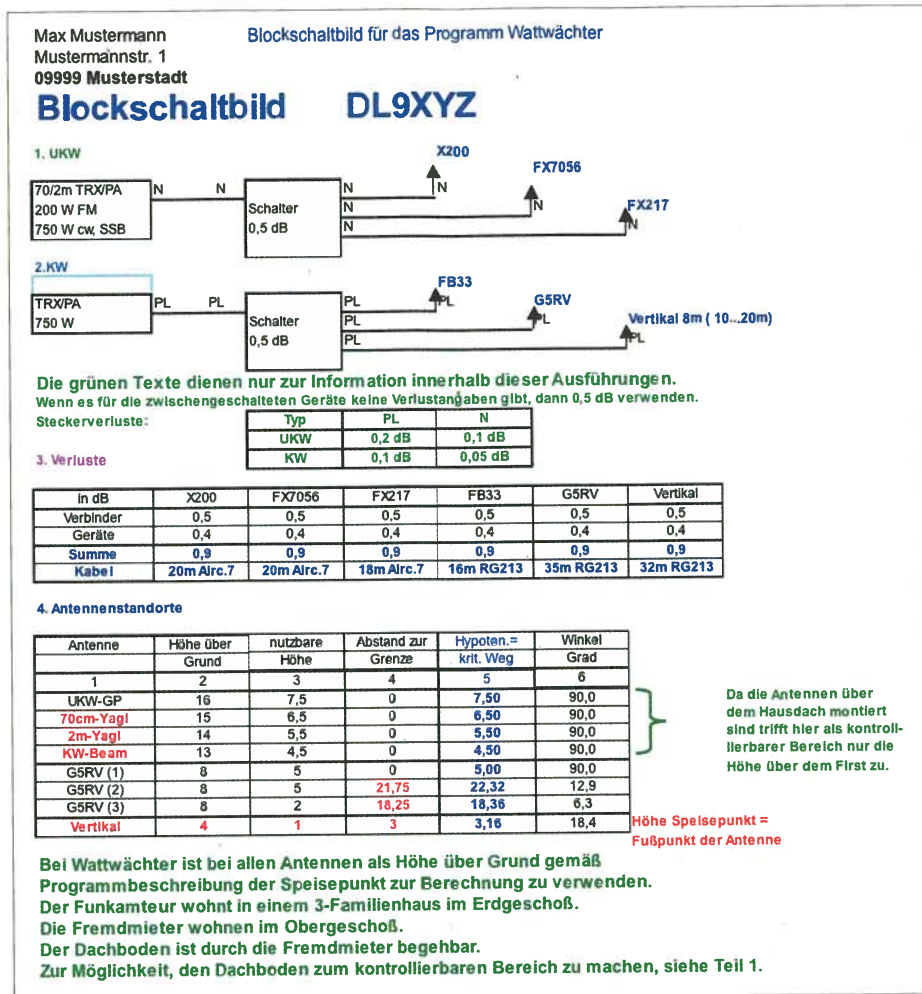 Max Mustermann Blockschaltbild für das Programm Wattwächter
Mustermannstr. 1
09999 Musterstadt
Blockschaltbild DL9XYZ
1. UKW
X200
FX7056
FX217
70/2m TRX/PA N N N N
200 W FM Schalter N N
750 W cw, SSB 0,5 dB N N
2.KW
FB33
G5RV
Vertikal 8m ( 10...20m)
TRX/PA PL PL PL PL
750 W Schalter PL PL
0,5 dB PL PL
Die grünen Texte dienen nur zur Information innerhalb dieser Ausführungen.
Wenn es für die zwischengeschalteten Geräte keine Verlustangaben gibt, dann 0,5 dB verwenden.
Steckerverluste: Typ PL N
UKW 0,2 dB 0,1 dB
KW 0,1 dB 0,05 dB
3. Verluste
in dB X200 FX7056 FX217 FB33 G5RV Vertikal
Verbinder 0,5 0,5 0,5 0,5 0,5 0,5
Geräte 0,4 0,4 0,4 0,4 0,4 0,4
Summe 0,9 0,9 0,9 0,9 0,9 0,9
Kabel 20m Airc.7 20m Airc.7 18m Airc.7 16m RG213 35m RG213 32m RG213
4. Antennenstandorte
Antenne Höhe über nutzbare Abstand zur Hypoten.= Winkel
Grund Höhe Grenze krit. Weg Grad
1 2 3 4 5 6
UKW-GP 16 7,5 0 7,50 90,0
70cm-Yagi 15 6,5 0 6,50 90,0
2m-Yagi 14 5,5 0 5,50 90,0
KW-Beam 13 4,5 0 4,50 90,0
G5RV (1) 8 5 0 5,00 90,0
G5RV (2) 8 5 21,75 22,32 12,9
G5RV (3) 8 2 18,25 18,36 6,3
Vertikal 4 1 3 3,16 18,4
Da die Antennen über
dem Hausdach montiert
sind trifft hier als kontrol-
lierbarer Bereich nur die
Höhe über dem First zu.
Höhe Speisepunkt =
Fußpunkt der Antenne
Bei Wattwächter ist bei allen Antennen als Höhe über Grund gemäß
Programmbeschreibung der Speisepunkt zur Berechnung zu verwenden.
Der Funkamteur wohnt in einem 3-Familienhaus im Erdgeschoß.
Die Fremdmieter wohnen im Obergeschoß.
Der Dachboden ist durch die Fremdmieter begehbar.
Zur Möglichkeit, den Dachboden zum kontrollierbaren Bereich zu machen, siehe Teil 1.